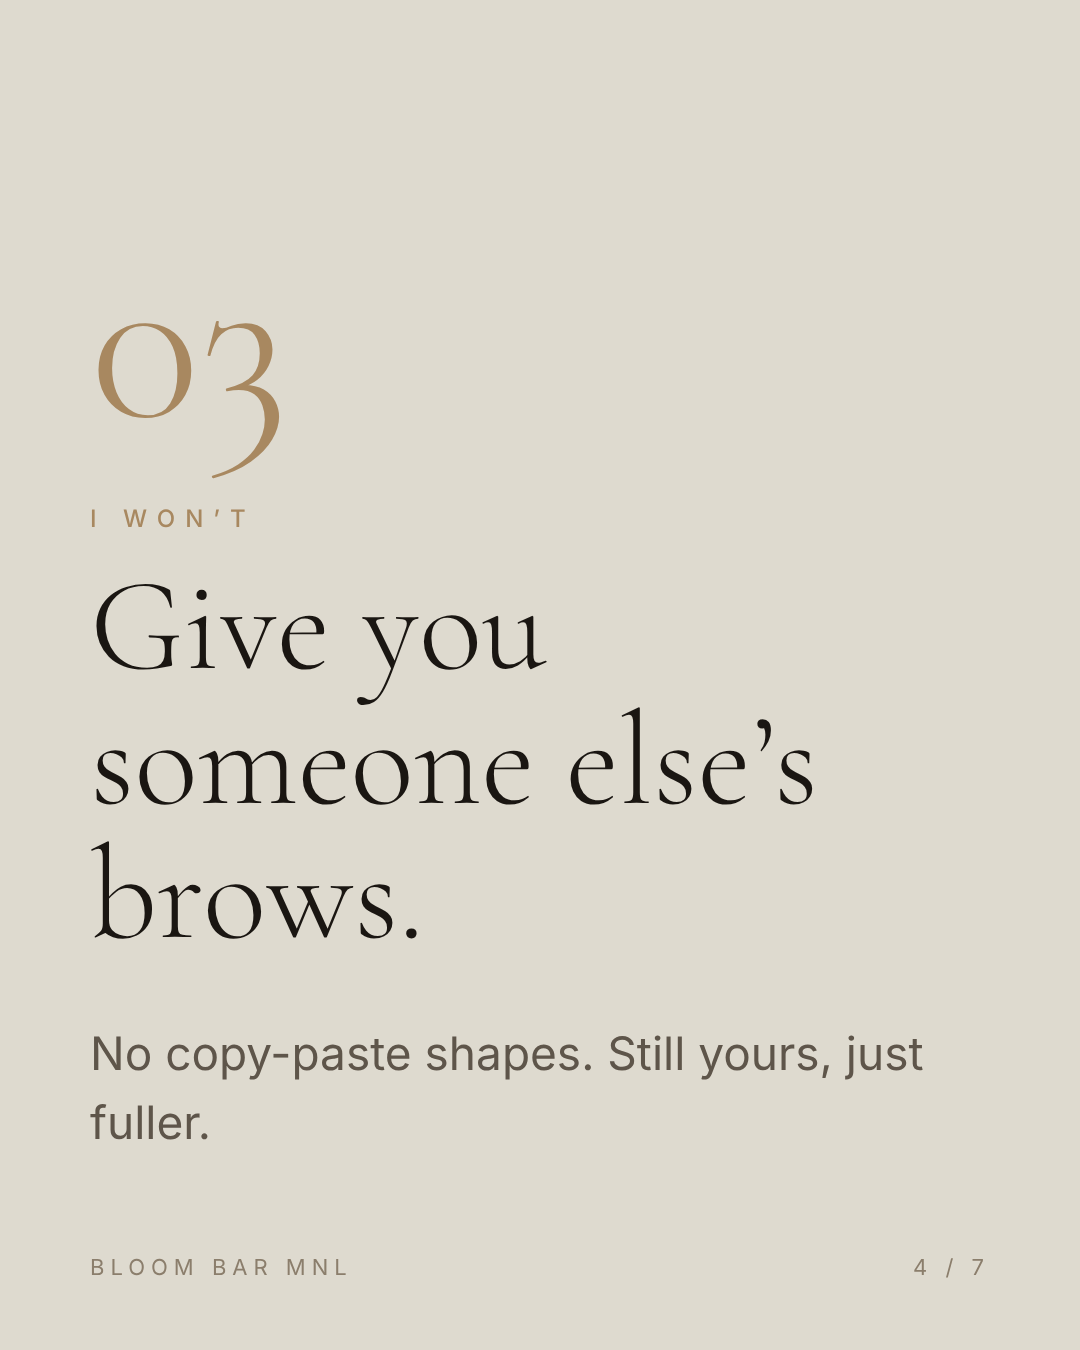 03
I WON’T
Give you
someone else’s
brows.
No copy-paste shapes. Still yours, just
fuller.
BLOOM BAR MNL
4 / 7